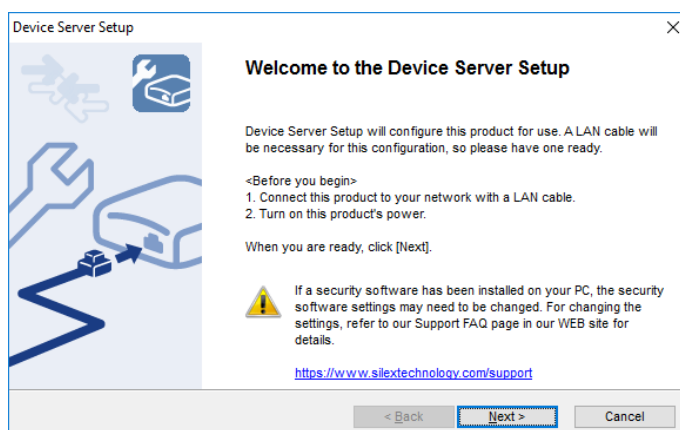 Device Server Setup
Welcome to the Device Server Setup
Device Server Setup will configure this product for use. A LAN cable will
be necessary for this configuration, so please have one ready.
<Before you begin>
1. Connect this product to your network with a LAN cable.
2. Turn on this product's power.
When you are ready, click [Next].
If a security software has been installed on your PC, the security
software settings may need to be changed. For changing the
settings, refer to our Support FAQ page in our WEB site for
details.
https://www.silextechnology.com/support
< Back
Next >
Cancel